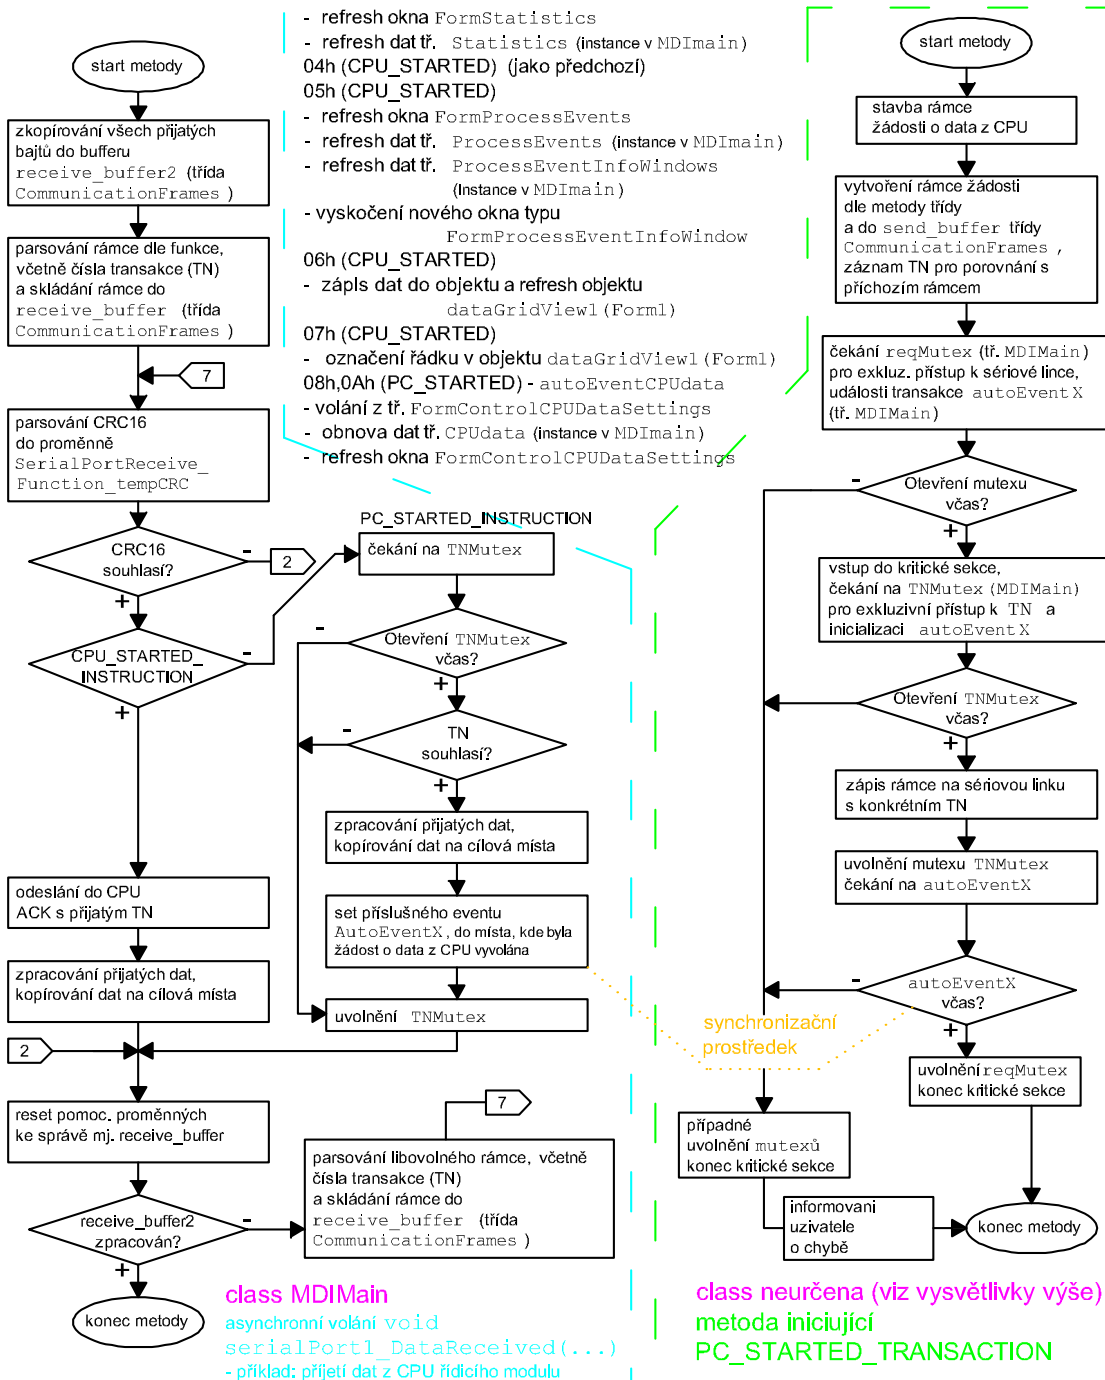 start metody
zkopírování všech přijatých
bajtů do bufferu
receive_buffer2 (třída
CommunicationFrames )
parsování rámce dle funkce,
včetně čísla transakce (TN)
a skládání rámce do
receive_buffer (třída
CommunicationFrames )
7
parsování CRC16
do proměnně
SerialPortReceive_
Function_tempCRC
CRC16
souhlasí?
-
2
+
CPU_STARTED_
INSTRUCTION
-
+
odeslání do CPU
ACK s přijatým TN
zpracování přijatých dat,
kopírování dat na cílová místa
2
reset pomoc. proměnných
ke správě mj. receive_buffer
receive_buffer2
zpracován?
-
+
konec metody
- refresh okna FormStatistics
- refresh dat tř. Statistics (instance v MDImain)
04h (CPU_STARTED) (jako předchozí)
05h (CPU_STARTED)
- refresh okna FormProcessEvents
- refresh dat tř. ProcessEvents (instance v MDImain)
- refresh dat tř. ProcessEventInfoWindows
(Instance v MDImain)
- vyskočení nového okna typu
FormProcessEventInfoWindow
06h (CPU_STARTED)
- zápIs dat do objektu a refresh objektu
dataGridView1 (Form1)
07h (CPU_STARTED)
- označení řádku v objektu dataGridView1 (Form1)
08h,0Ah (PC_STARTED) - autoEventCPUdata
- volání z tř. FormControlCPUDataSettings
- obnova dat tř. CPUdata (instance v MDImain)
- refresh okna FormControlCPUDataSettings
PC_STARTED_INSTRUCTION
čekání na TNMutex
Otevření TNMutex
včas?
-
+
TN
souhlasí?
-
+
zpracování přijatých dat,
kopírování dat na cílová místa
set příslušného eventu
AutoEventX, do místa, kde byla
žádost o data z CPU vyvolána
uvolnění TNMutex
7
parsování libovolného rámce, včetně
čísla transakce (TN)
a skládání rámce do
receive_buffer (třída
CommunicationFrames )
class MDIMain
asynchronní volání void
serialPort1_DataReceived(...)
- příklad: příjetí dat z CPU řídicího modulu
start metody
stavba rámce
žádosti o data z CPU
vytvoření rámce žádosti
dle metody třídy
a do send_buffer třídy
CommunicationFrames ,
záznam TN pro porovnání s
příchozím rámcem
čekání reqMutex (tř. MDIMain)
pro exkluz. přístup k sériové lince,
události transakce autoEventX
(tř. MDIMain)
Otevření mutexu
včas?
-
+
vstup do kritické sekce,
čekání na TNMutex (MDIMain)
pro exkluzivní přístup k TN a
inicializaci autoEventX
Otevření TNMutex
včas?
-
+
zápis rámce na sériovou linku
s konkrétním TN
uvolnění mutexu TNMutex
čekání na autoEventX
autoEventX
včas?
-
+
synchronizační
prostředek
uvolnění reqMutex
konec kritické sekce
případné
uvolnění mutexů
konec kritické sekce
informovani
uzivatele
o chybě
konec metody
class neurčena (viz vysvětlivky výše)
metoda iniciující
PC_STARTED_TRANSACTION